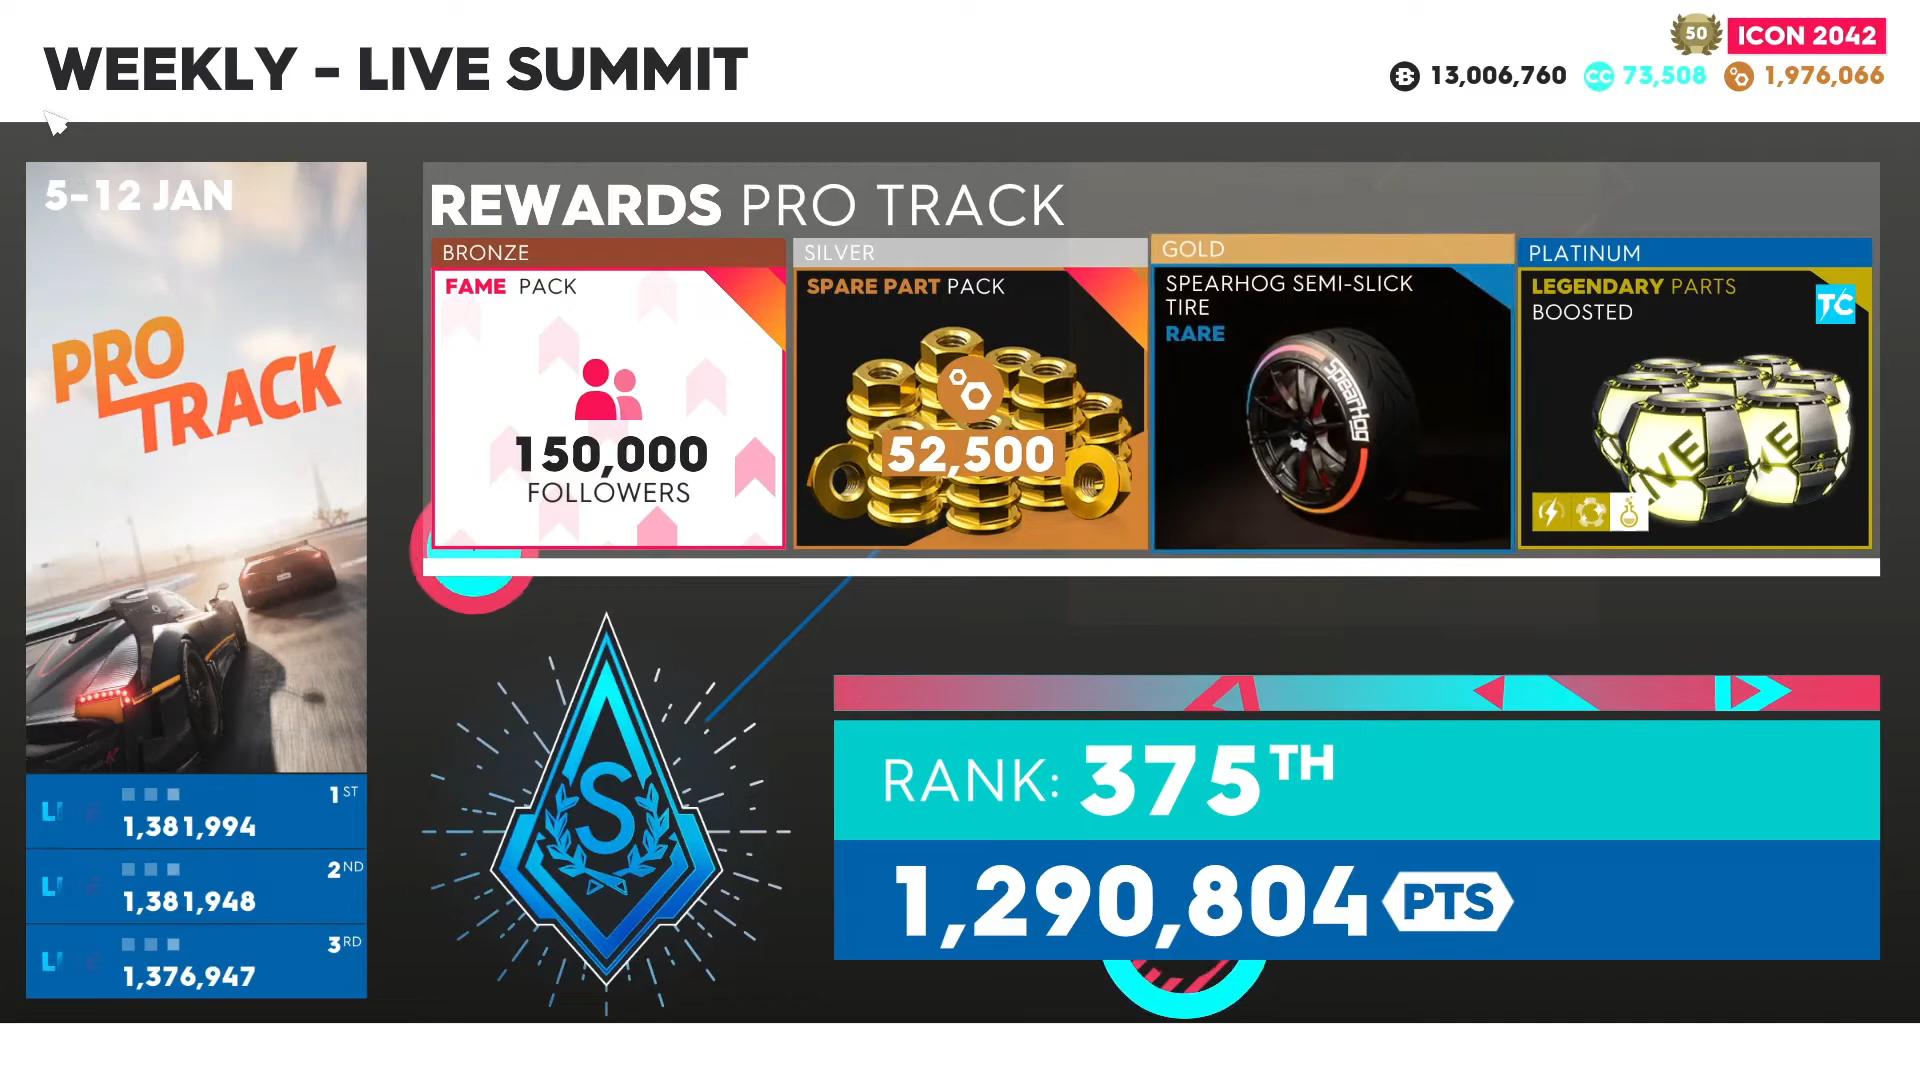 WEEKLY - LIVE SUMMIT
50 ICON 2042
13,006,760 CC 73,508 1,976,066
5-12 JAN
PRO
TRACK
1ST
1,381,994
2ND
1,381,948
3RD
1,376,947
REWARDS PRO TRACK
BRONZE
FAME PACK
150,000
FOLLOWERS
SILVER
SPARE PART PACK
52,500
GOLD
SPEARHOG SEMI-SLICK
TIRE
RARE
SpearHog
PLATINUM
LEGENDARY PARTS
BOOSTED
TC
S
RANK: 375TH
1,290,804 PTS